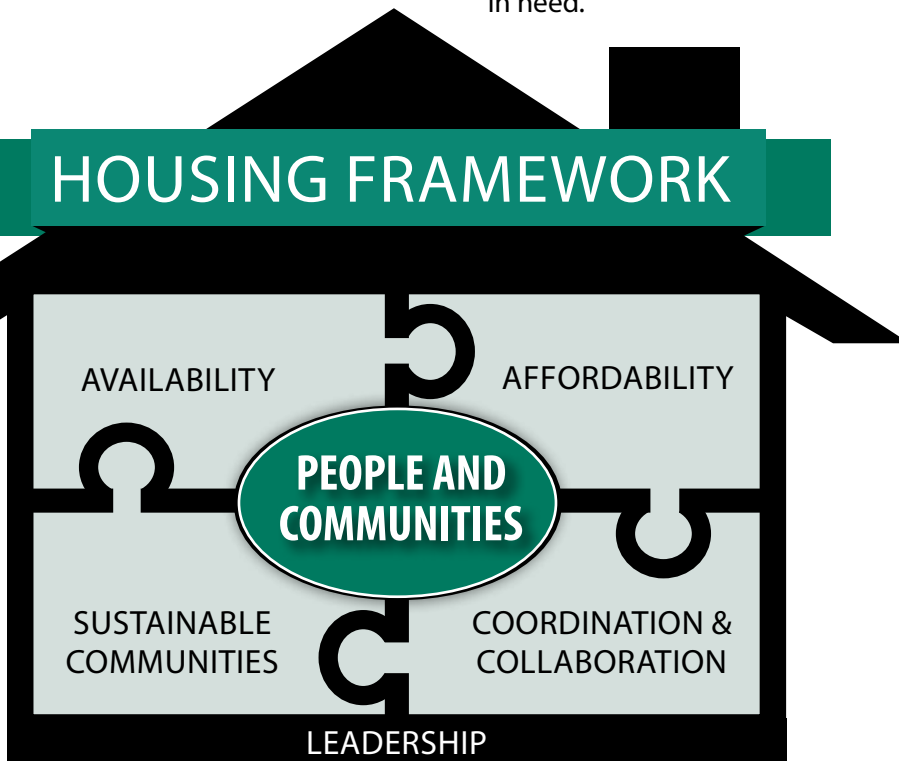 in need.
HOUSING FRAMEWORK
AVAILABILITY
AFFORDABILITY
PEOPLE AND
COMMUNITIES
SUSTAINABLE
COMMUNITIES
COORDINATION &
COLLABORATION
LEADERSHIP